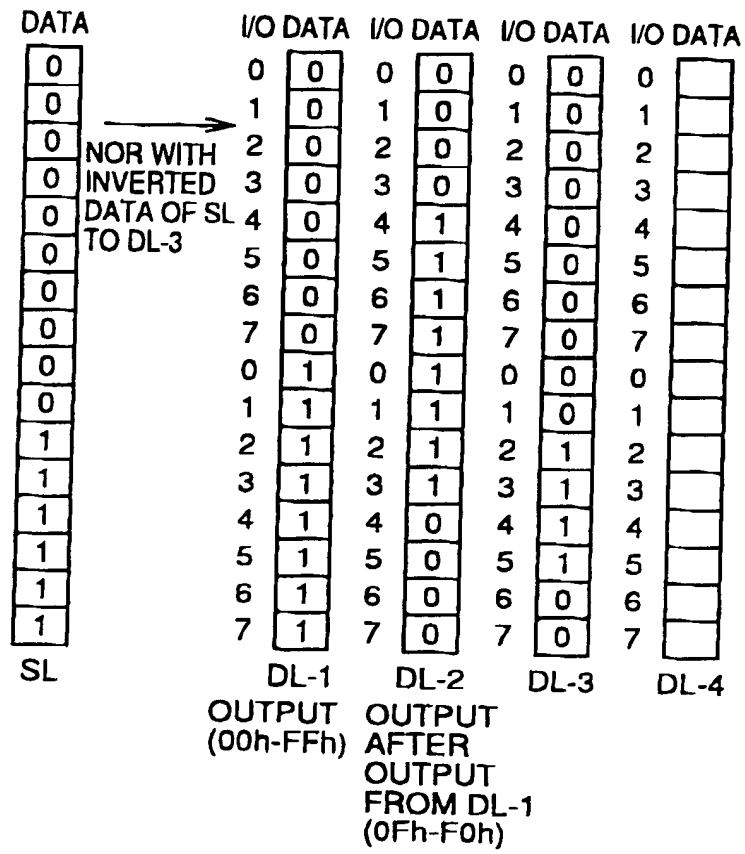 DATA I/O DATA I/O DATA I/O DATA I/O DATA
0 0 0 0 0 0 0 0
0 1 0 1 0 1 0 1
0 2 0 2 0 2 0 2
0 3 0 3 0 3 0 3
0 4 0 4 1 4 0 4
0 5 0 5 1 5 0 5
0 6 0 6 1 6 0 6
0 7 0 7 1 7 0 7
0 0 1 0 1 0 0 0
0 1 1 1 1 1 0 1
1 2 1 2 1 2 1 2
1 3 1 3 1 3 1 3
1 4 1 4 0 4 1 4
1 5 1 5 0 5 1 5
1 6 1 6 0 6 0 6
1 7 1 7 0 7 0 7
NOR WITH
INVERTED
DATA OF SL
TO DL-3
SL DL-1 DL-2 DL-3 DL-4
OUTPUT
(00h-FFh)
OUTPUT
AFTER
OUTPUT
FROM DL-1
(0Fh-F0h)